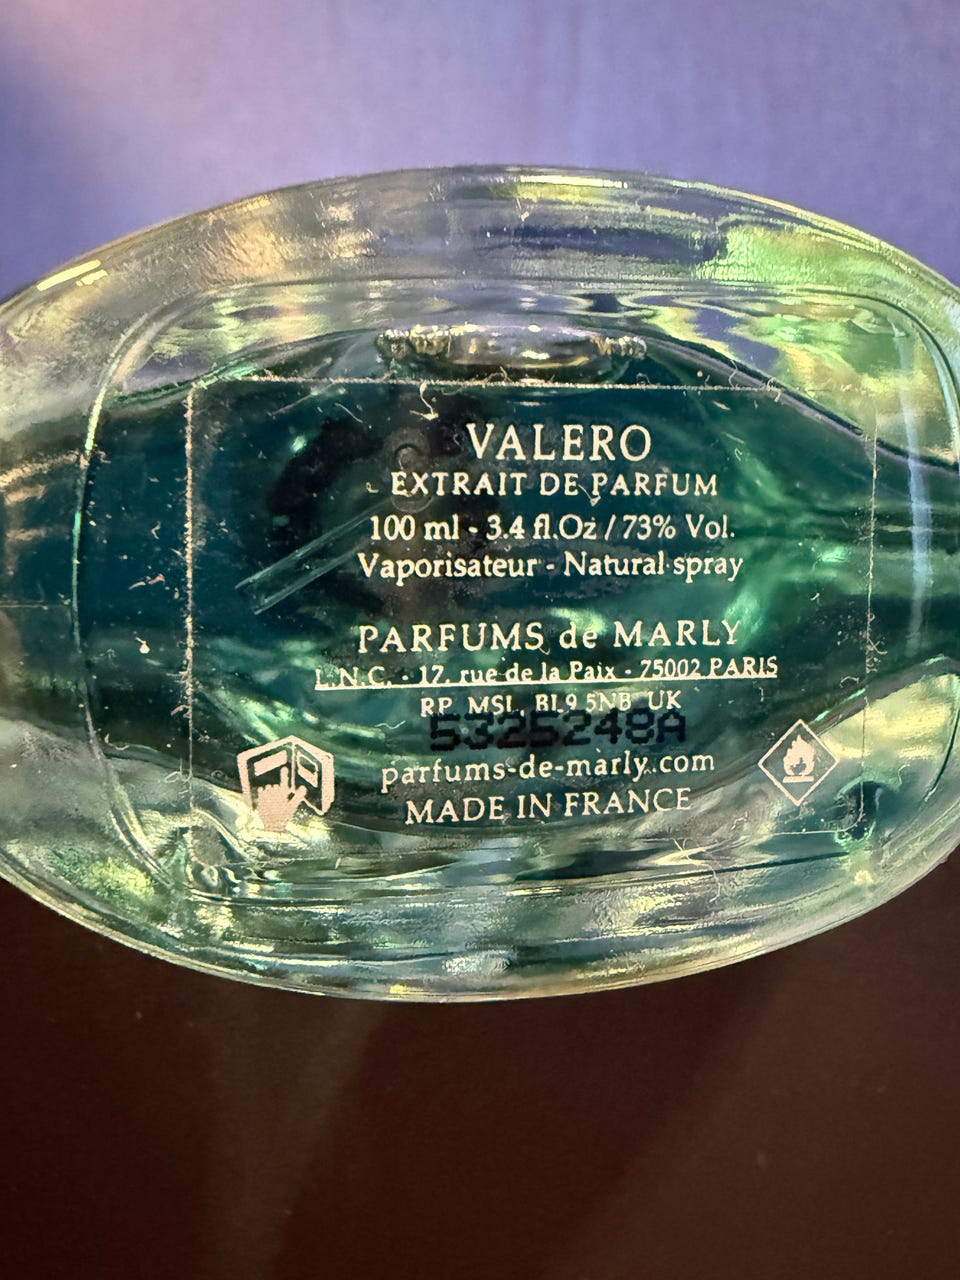 VALERO
EXTRAIT DE PARFUM
100 ml - 3.4 fl.Oz / 73% Vol.
Vaporisateur - Natural spray
PARFUMS de MARLY
I.N.C. - 17, rue de la Paix - 75002 PARIS
RP MSL, BL9 5NB UK
5325248A
parfums-de-marly.com
MADE IN FRANCE